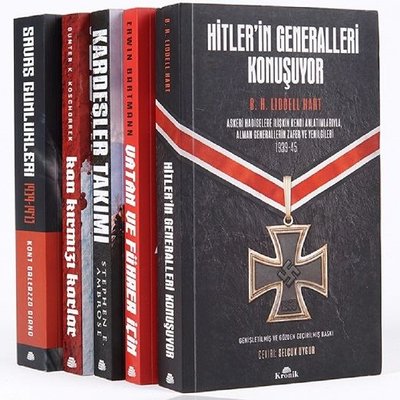 SAVAŞ GÜNLÜKLERİ
1939-1943
KONT GALEAZZO CIANO
GÜNTER K. KOSCHORREK
kan kırmızı karlar
KARDEŞLER TAKIMI
STEPHEN E.
AMBROSE
ERWIN BARTMANN
VATAN VE FÜHRER İÇİN
HİTLER'İN GENERALLERİ KONUŞUYOR
HİTLER'İN GENERALLERİ
KONUŞUYOR
B. H. LIDDELL HART
ASKERİ HADİSELERE İLİŞKİN KENDİ ANLATIMLARIYLA,
ALMAN GENERALLERİN ZAFER VE YENİLGİLERİ
1939-45
GENİŞLETİLMİŞ VE GÖZDEN GEÇİRİLMİŞ BASKI
ÇEVİRİ: SELÇUK UYGUR
Kronik